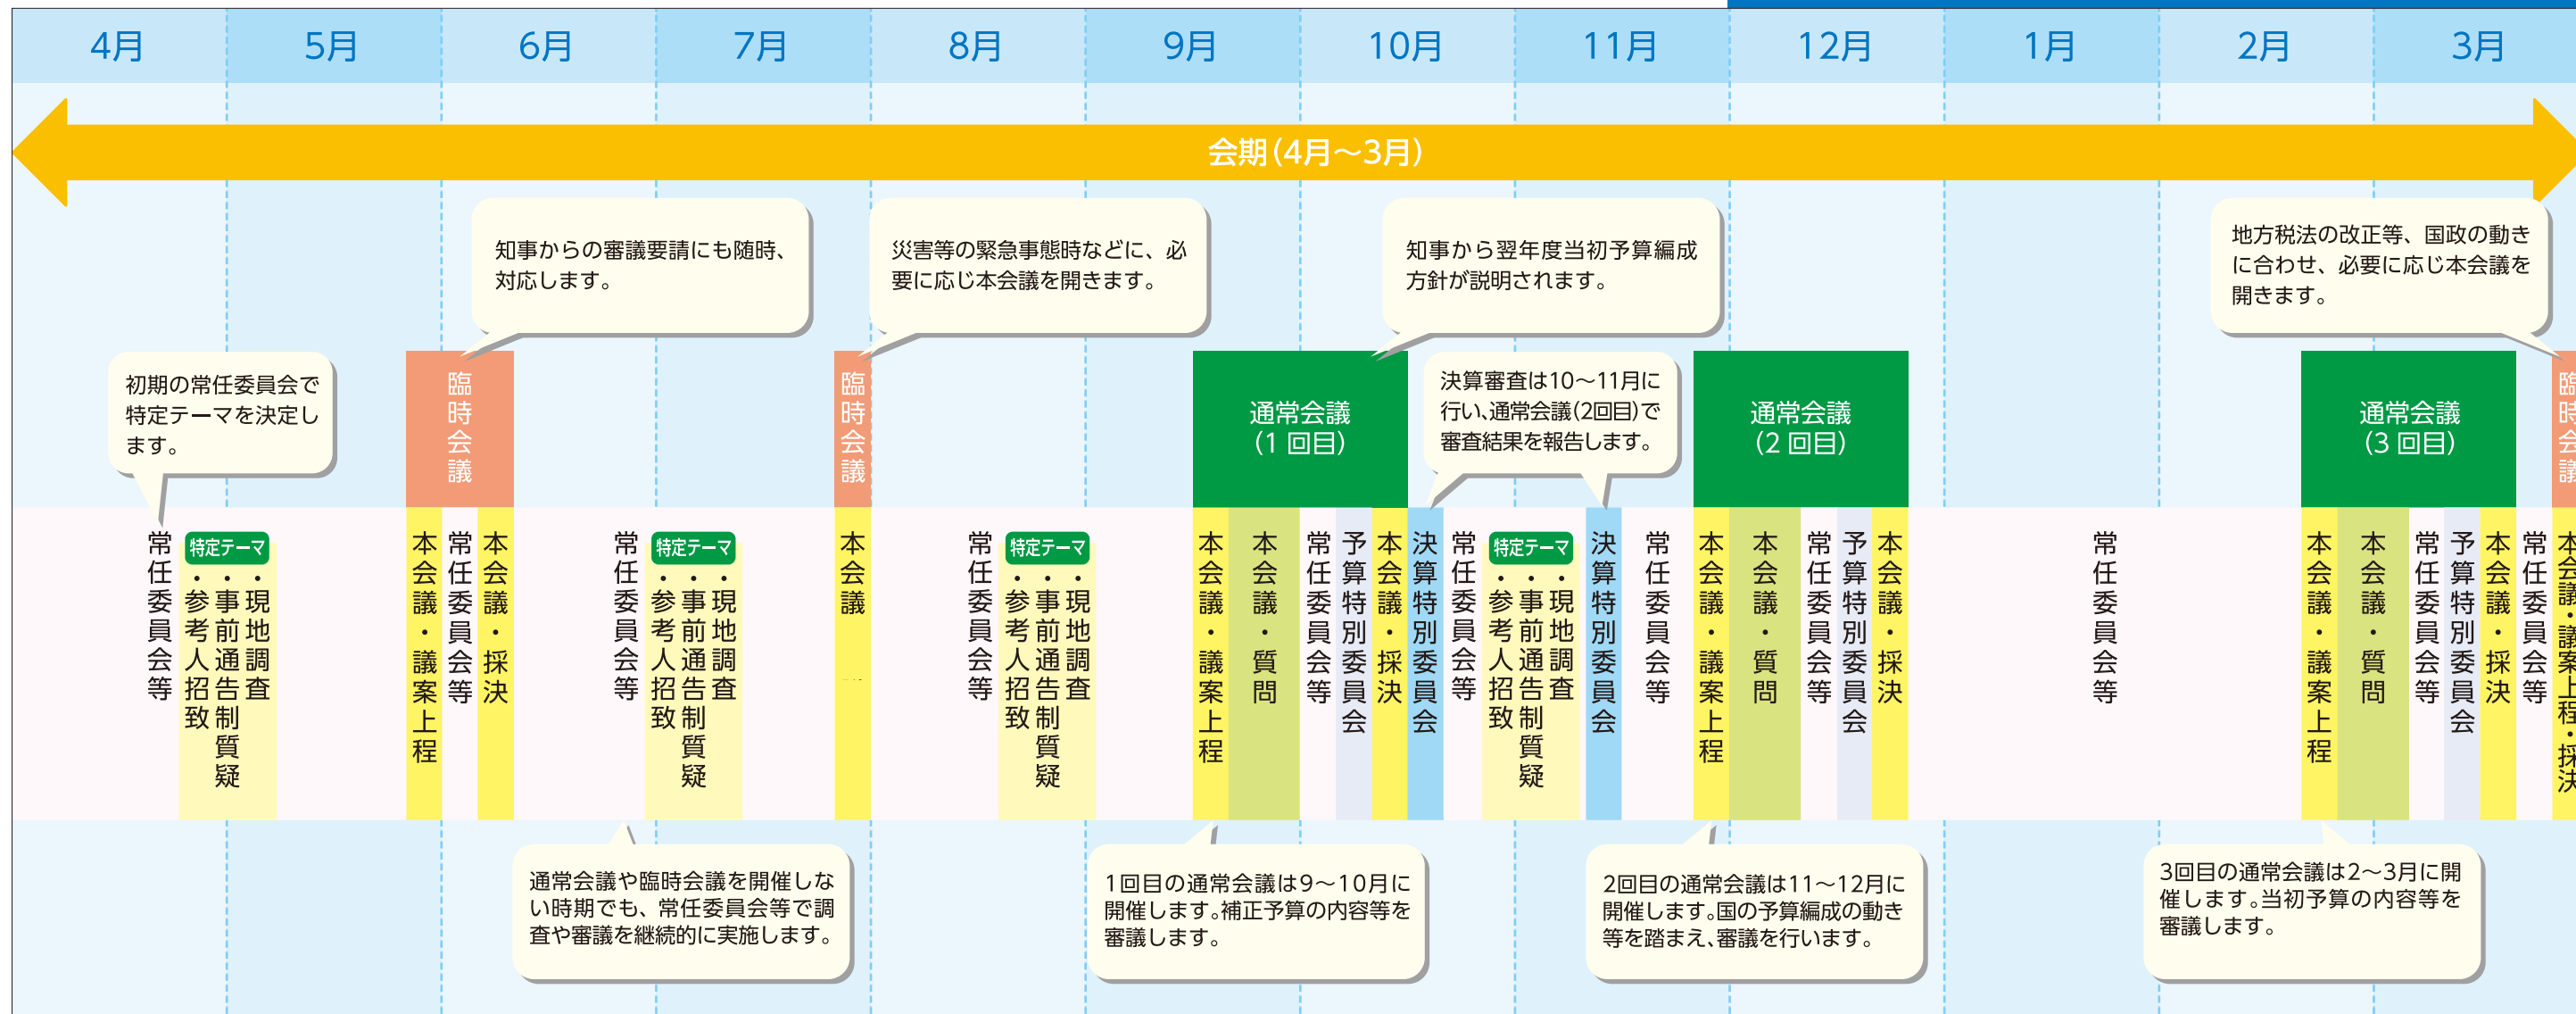 4月
5月
6月
7月
8月
9月
10月
11月
12月
1月
2月
3月
会期（4月～3月）
知事からの審議要請にも随時、
対応します。
災害等の緊急事態時などに、必
要に応じ本会議を開きます。
知事から翌年度当初予算編成
方針が説明されます。
地方税法の改正等、国政の動き
に合わせ、必要に応じ本会議を
開きます。
初期の常任委員会で
特定テーマを決定し
ます。
臨時会議
臨時会議
通常会議
（1 回目）
決算審査は10～11月に
行い、通常会議（2回目）で
審査結果を報告します。
通常会議
（2 回目）
通常会議
（3 回目）
臨時会議
常任委員会等
特定テーマ
・現地調査
・事前通告制質疑
・参考人招致
本会議・議案上程
常任委員会等
本会議・採決
常任委員会等
特定テーマ
・現地調査
・事前通告制質疑
・参考人招致
本会議
常任委員会等
特定テーマ
・現地調査
・事前通告制質疑
・参考人招致
本会議・議案上程
本会議・質問
常任委員会等
予算特別委員会
本会議・採決
決算特別委員会
常任委員会等
特定テーマ
・現地調査
・事前通告制質疑
・参考人招致
決算特別委員会
常任委員会等
本会議・議案上程
本会議・質問
常任委員会等
予算特別委員会
本会議・採決
常任委員会等
本会議・議案上程
本会議・質問
常任委員会等
予算特別委員会
本会議・採決
常任委員会等
本会議・議案上程・採決
通常会議や臨時会議を開催しな
い時期でも、常任委員会等で調
査や審議を継続的に実施します。
1回目の通常会議は9～10月に
開催します。補正予算の内容等を
審議します。
2回目の通常会議は11～12月に
開催します。国の予算編成の動き
等を踏まえ、審議を行います。
3回目の通常会議は2～3月に開
催します。当初予算の内容等を
審議します。